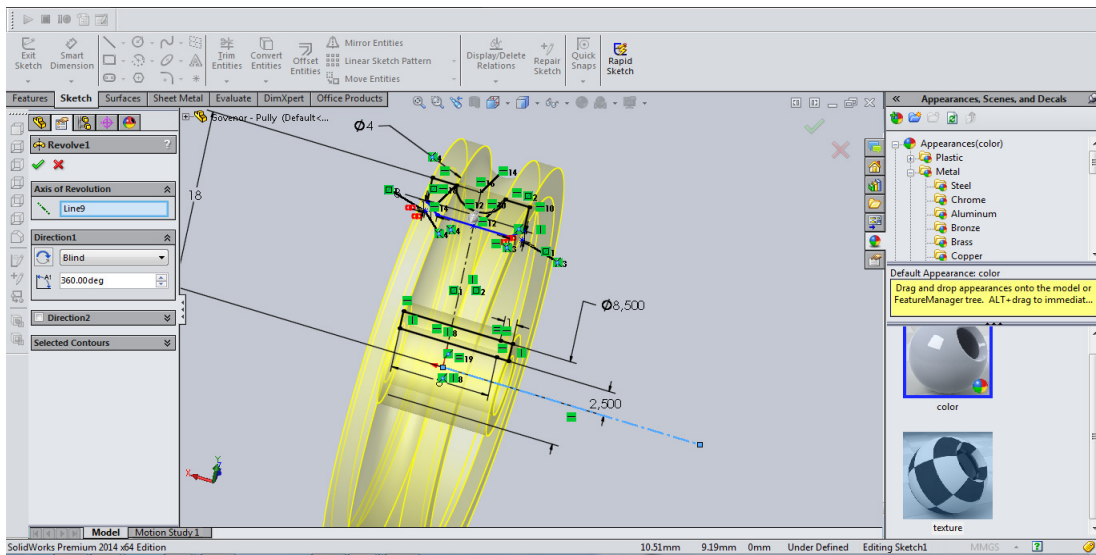 Exit Sketch
Smart Dimension
Trim Entities
Convert Entities
Offset Entities
Mirror Entities
Linear Sketch Pattern
Move Entities
Display/Delete Relations
Repair Sketch
Quick Snaps
Rapid Sketch
Features Sketch Surfaces Sheet Metal Evaluate DimXpert Office Products
Govenor - Pully (Default<...
Revolve1 ?
Axis of Revolution
Line9
Direction1
Blind
360.00deg
Direction2
Selected Contours
Ø4
18
Ø8,500
1
2,500
Appearances, Scenes, and Decals
Appearances(color)
Plastic
Metal
Steel
Chrome
Aluminum
Bronze
Brass
Copper
Default Appearance: color
Drag and drop appearances onto the model or
FeatureManager tree. ALT+drag to immediat...
color
texture
Model Motion Study 1
SolidWorks Premium 2014 x64 Edition
10.51mm 9.19mm 0mm Under Defined Editing Sketch1 MMGS - ?